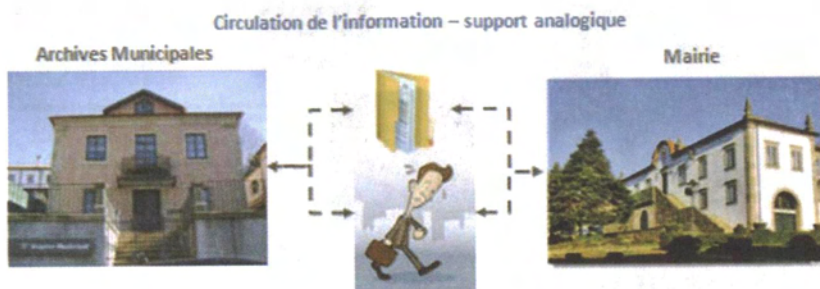 Circulation de l'information – support analogique
Archives Municipales
Mairie